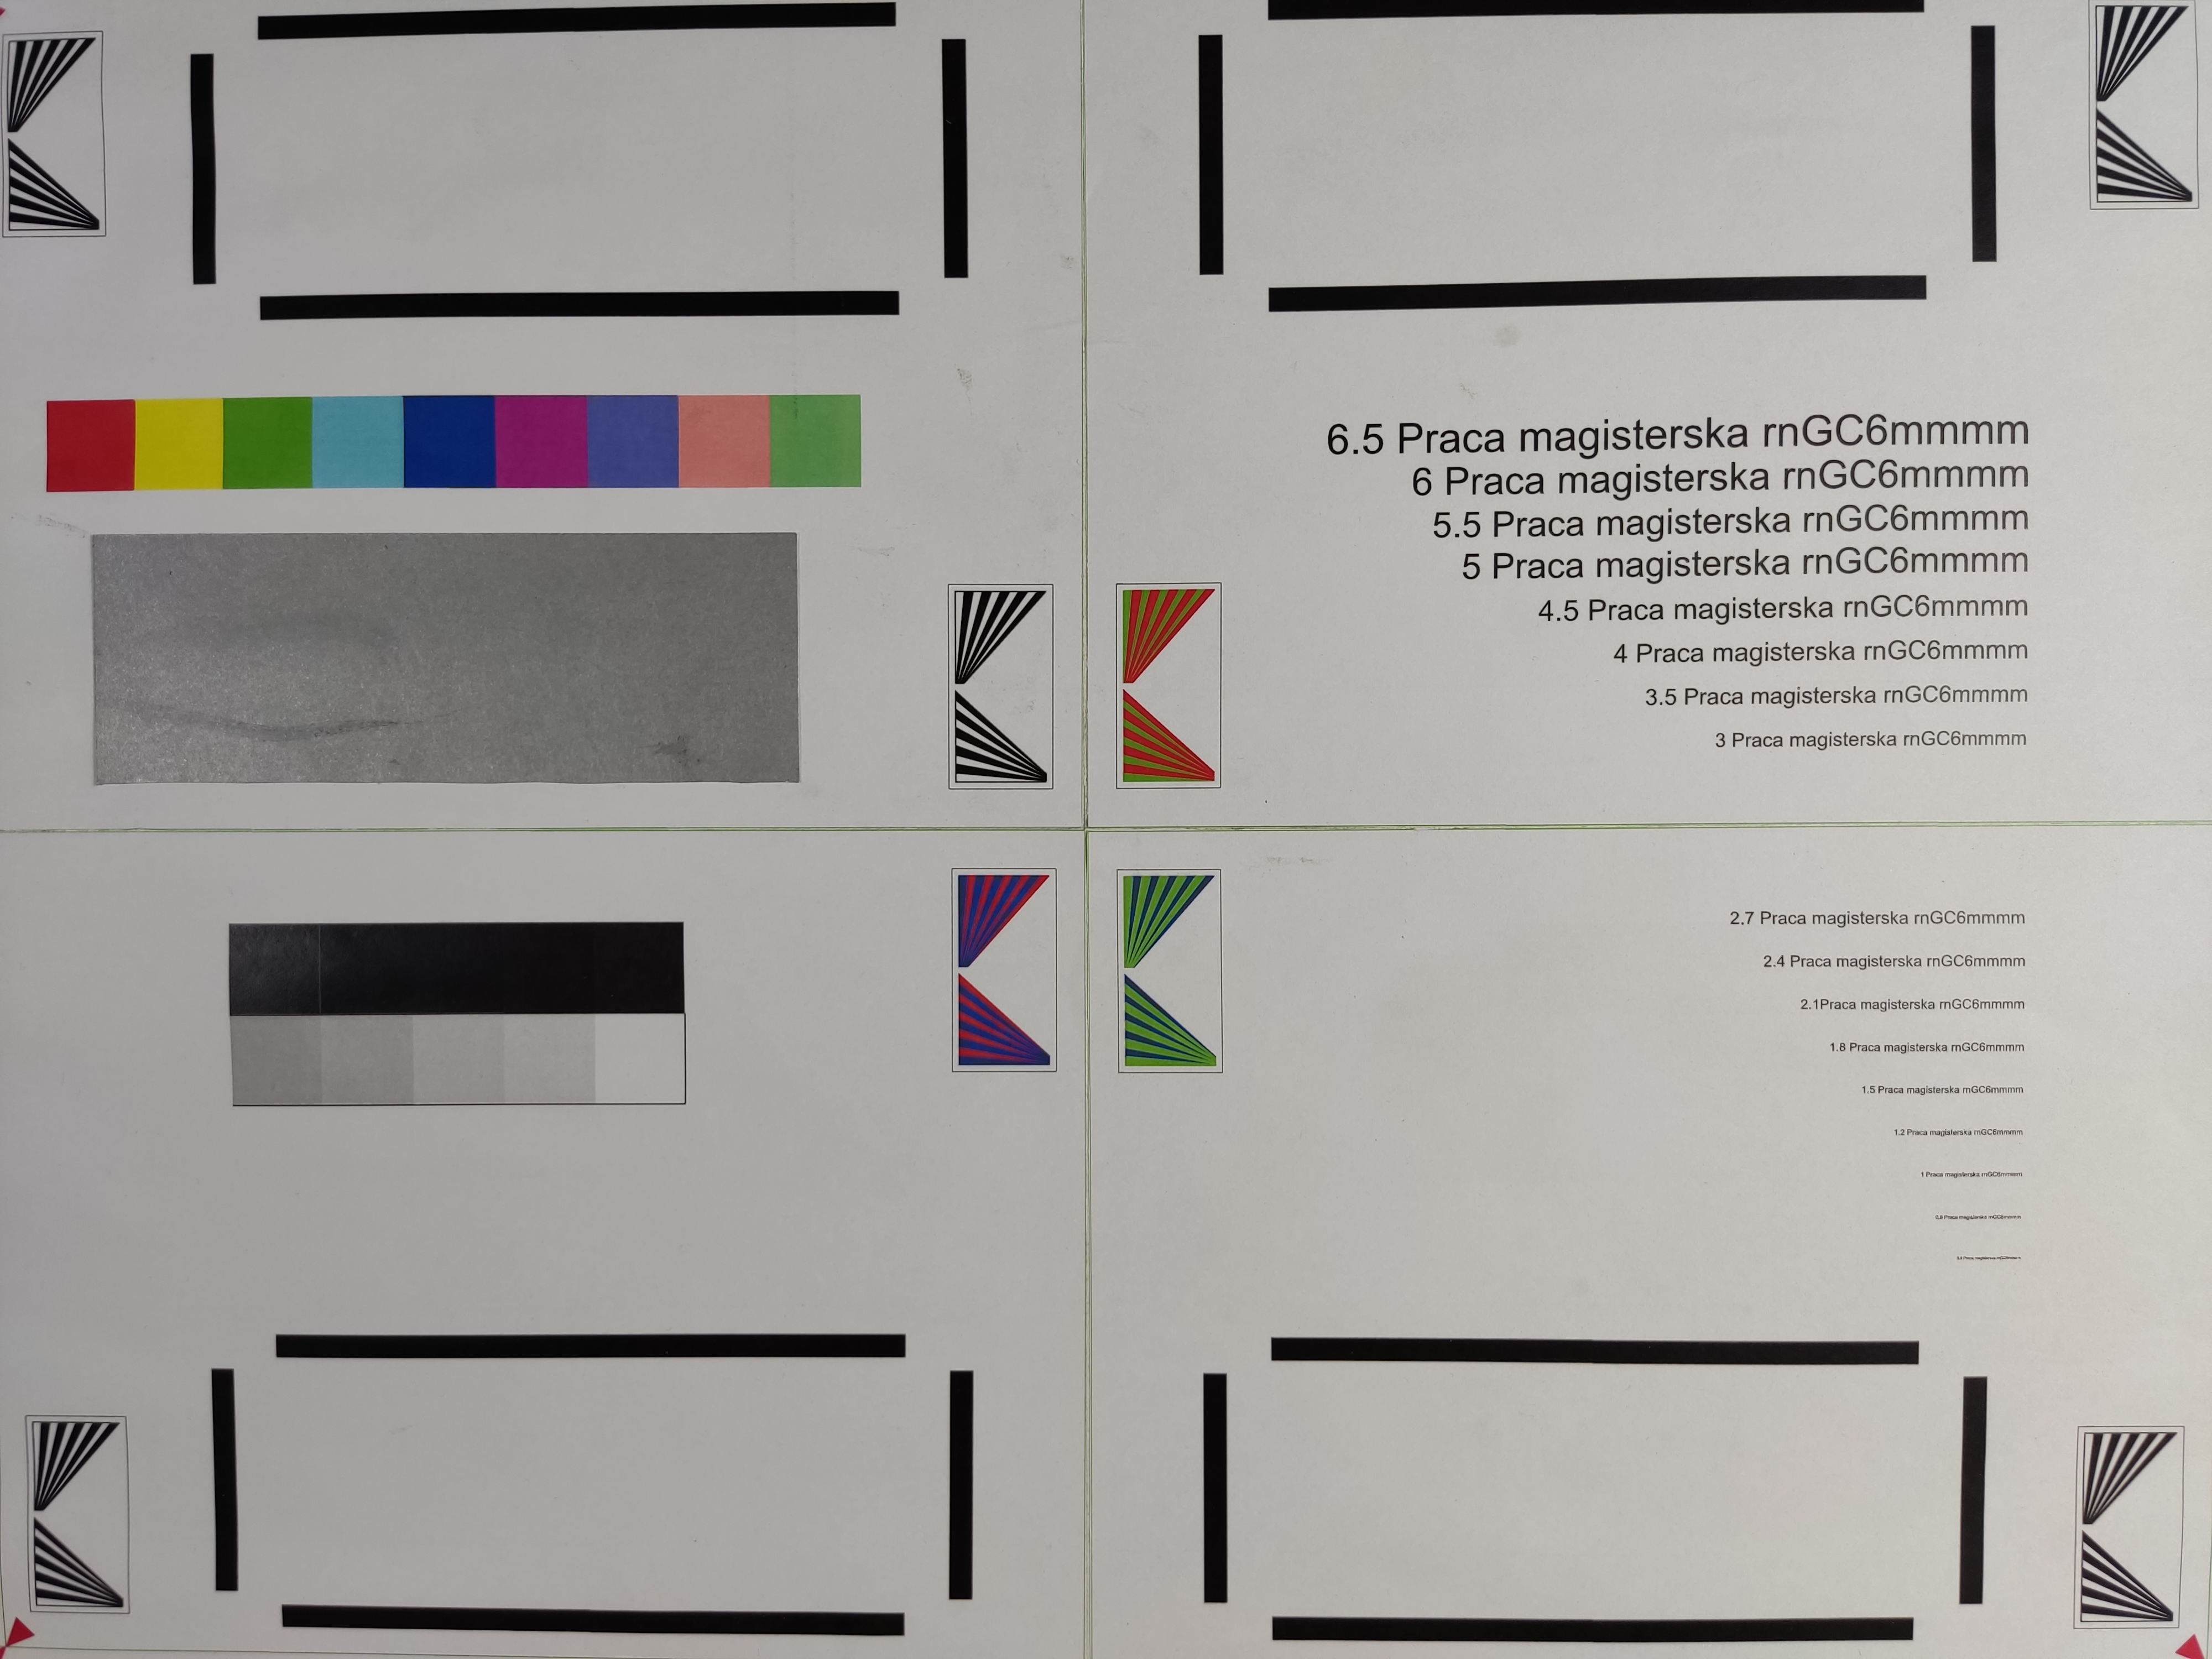 6.5 Praca magisterska rnGC6mmmm
6 Praca magisterska rnGC6mmmm
5.5 Praca magisterska rnGC6mmmm
5 Praca magisterska rnGC6mmmm
4.5 Praca magisterska rnGC6mmmm
4 Praca magisterska rnGC6mmmm
3.5 Praca magisterska rnGC6mmmm
3 Praca magisterska rnGC6mmmm
2.7 Praca magisterska rnGC6mmmm
2.4 Praca magisterska rnGC6mmmm
2.1Praca magisterska rnGC6mmmm
1.8 Praca magisterska rnGC6mmmm
1.5 Praca magisterska rnGC6mmmm
1.2 Praca magisterska rnGC6mmmm
1 Praca magisterska rnGC6mmmm
Praca magisterska rnGC6mmmm